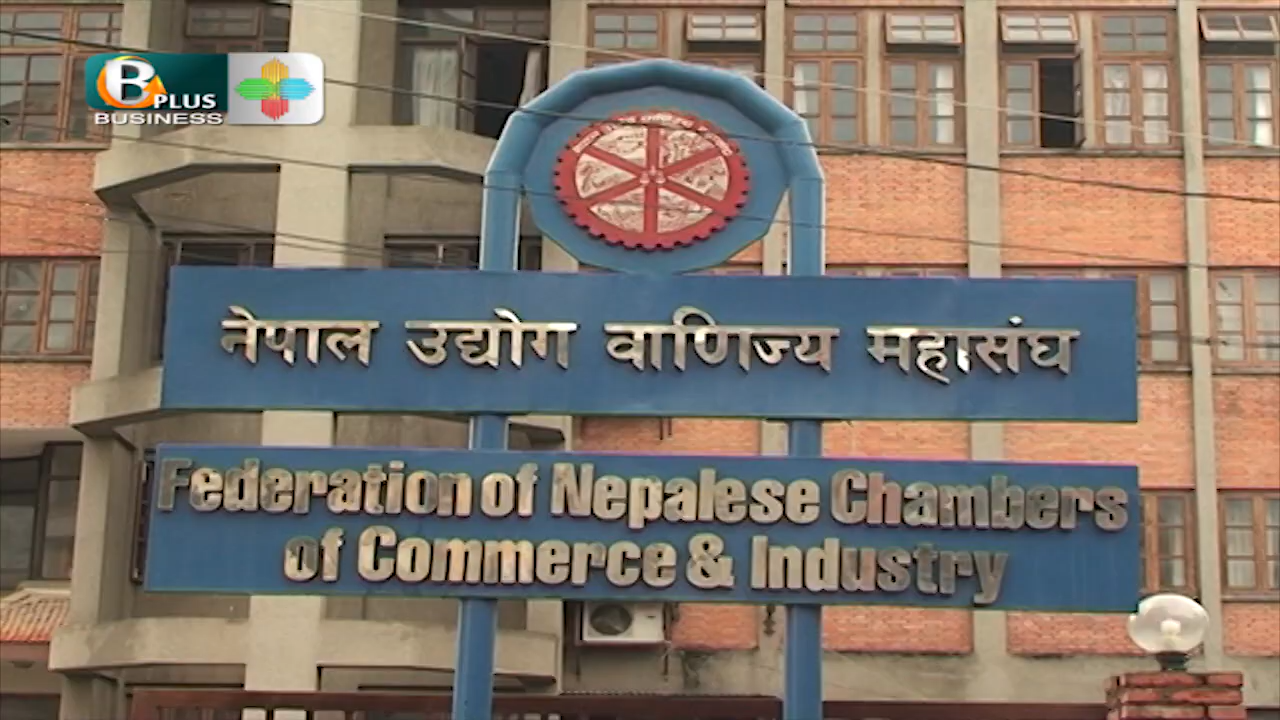 B PLUS
BUSINESS
नेपाल उद्योग वाणिज्य महासंघ
Federation of Nepalese Chambers
of Commerce & Industry